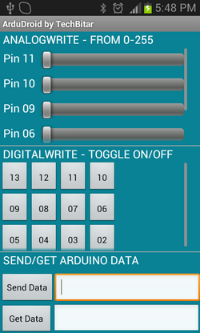 5:48 PM
ArduDroid by TechBitar
ANALOGWRITE - FROM 0-255
Pin 11
Pin 10
Pin 09
Pin 06
DIGITALWRITE - TOGGLE ON/OFF
13 12 11 10
09 08 07 06
05 04 03 02
SEND/GET ARDUINO DATA
Send Data
Get Data